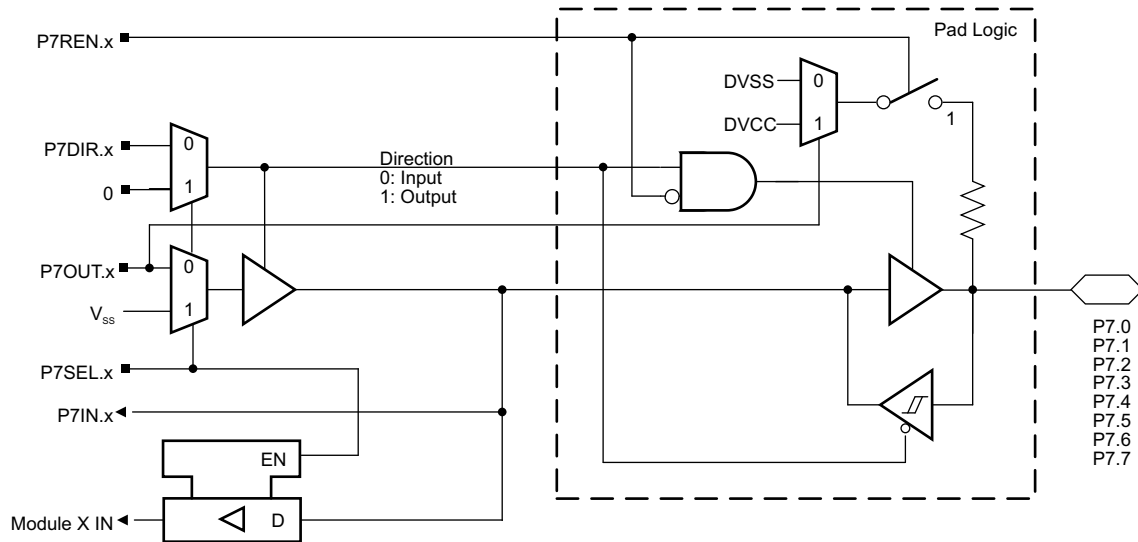 Pad Logic
P7REN.x
DVSS
0
DVCC
1
1
P7DIR.x
0
0
1
Direction
0: Input
1: Output
P7OUT.x
0
VSS
1
P7SEL.x
P7IN.x
EN
D
Module X IN
P7.0
P7.1
P7.2
P7.3
P7.4
P7.5
P7.6
P7.7